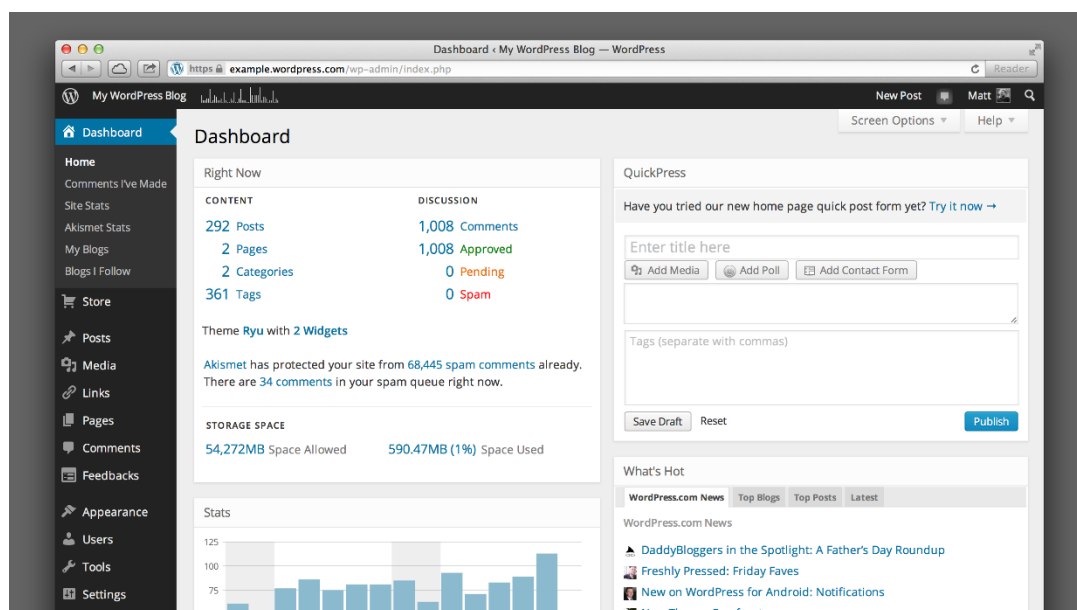 Dashboard ‹ My WordPress Blog — WordPress
https example.wordpress.com/wp-admin/index.php
Reader
My WordPress Blog
New Post
Matt
Dashboard
Home
Comments I've Made
Site Stats
Akismet Stats
My Blogs
Blogs I Follow
Store
Posts
Media
Links
Pages
Comments
Feedbacks
Appearance
Users
Tools
Settings
Screen Options
Help
Dashboard
Right Now
CONTENT
DISCUSSION
292 Posts
1,008 Comments
2 Pages
1,008 Approved
2 Categories
0 Pending
361 Tags
0 Spam
Theme Ryu with 2 Widgets
Akismet has protected your site from 68,445 spam comments already.
There are 34 comments in your spam queue right now.
STORAGE SPACE
54,272MB Space Allowed
590.47MB (1%) Space Used
Stats
125
100
75
QuickPress
Have you tried our new home page quick post form yet? Try it now →
Enter title here
Add Media
Add Poll
Add Contact Form
Tags (separate with commas)
Save Draft
Reset
Publish
What's Hot
WordPress.com News
Top Blogs
Top Posts
Latest
WordPress.com News
DaddyBloggers in the Spotlight: A Father's Day Roundup
Freshly Pressed: Friday Faves
New on WordPress for Android: Notifications